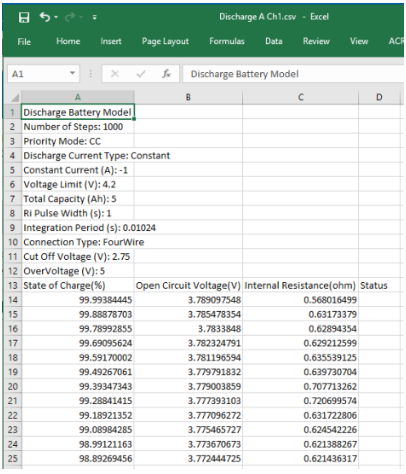 Discharge A Ch1.csv - Excel
File Home Insert Page Layout Formulas Data Review View ACR
A1 fx Discharge Battery Model
A B C D
1 Discharge Battery Model
2 Number of Steps: 1000
3 Priority Mode: CC
4 Discharge Current Type: Constant
5 Constant Current (A): -1
6 Voltage Limit (V): 4.2
7 Total Capacity (Ah): 5
8 Ri Pulse Width (s): 1
9 Integration Period (s): 0.01024
10 Connection Type: FourWire
11 Cut Off Voltage (V): 2.75
12 OverVoltage (V): 5
13 State of Charge(%) Open Circuit Voltage(V) Internal Resistance(ohm) Status
14 99.99384445 3.789097548 0.568016499
15 99.88878703 3.785478354 0.63173379
16 99.78992855 3.7833848 0.62894354
17 99.69095624 3.782324791 0.629212599
18 99.59170002 3.781196594 0.635539125
19 99.49267061 3.779791832 0.639730704
20 99.39347343 3.779003859 0.707713262
21 99.28841415 3.777393103 0.720699574
22 99.18921352 3.777096272 0.631722806
23 99.08984285 3.775465727 0.624542226
24 98.99121163 3.773670673 0.621388267
25 98.89269456 3.772444725 0.621436317